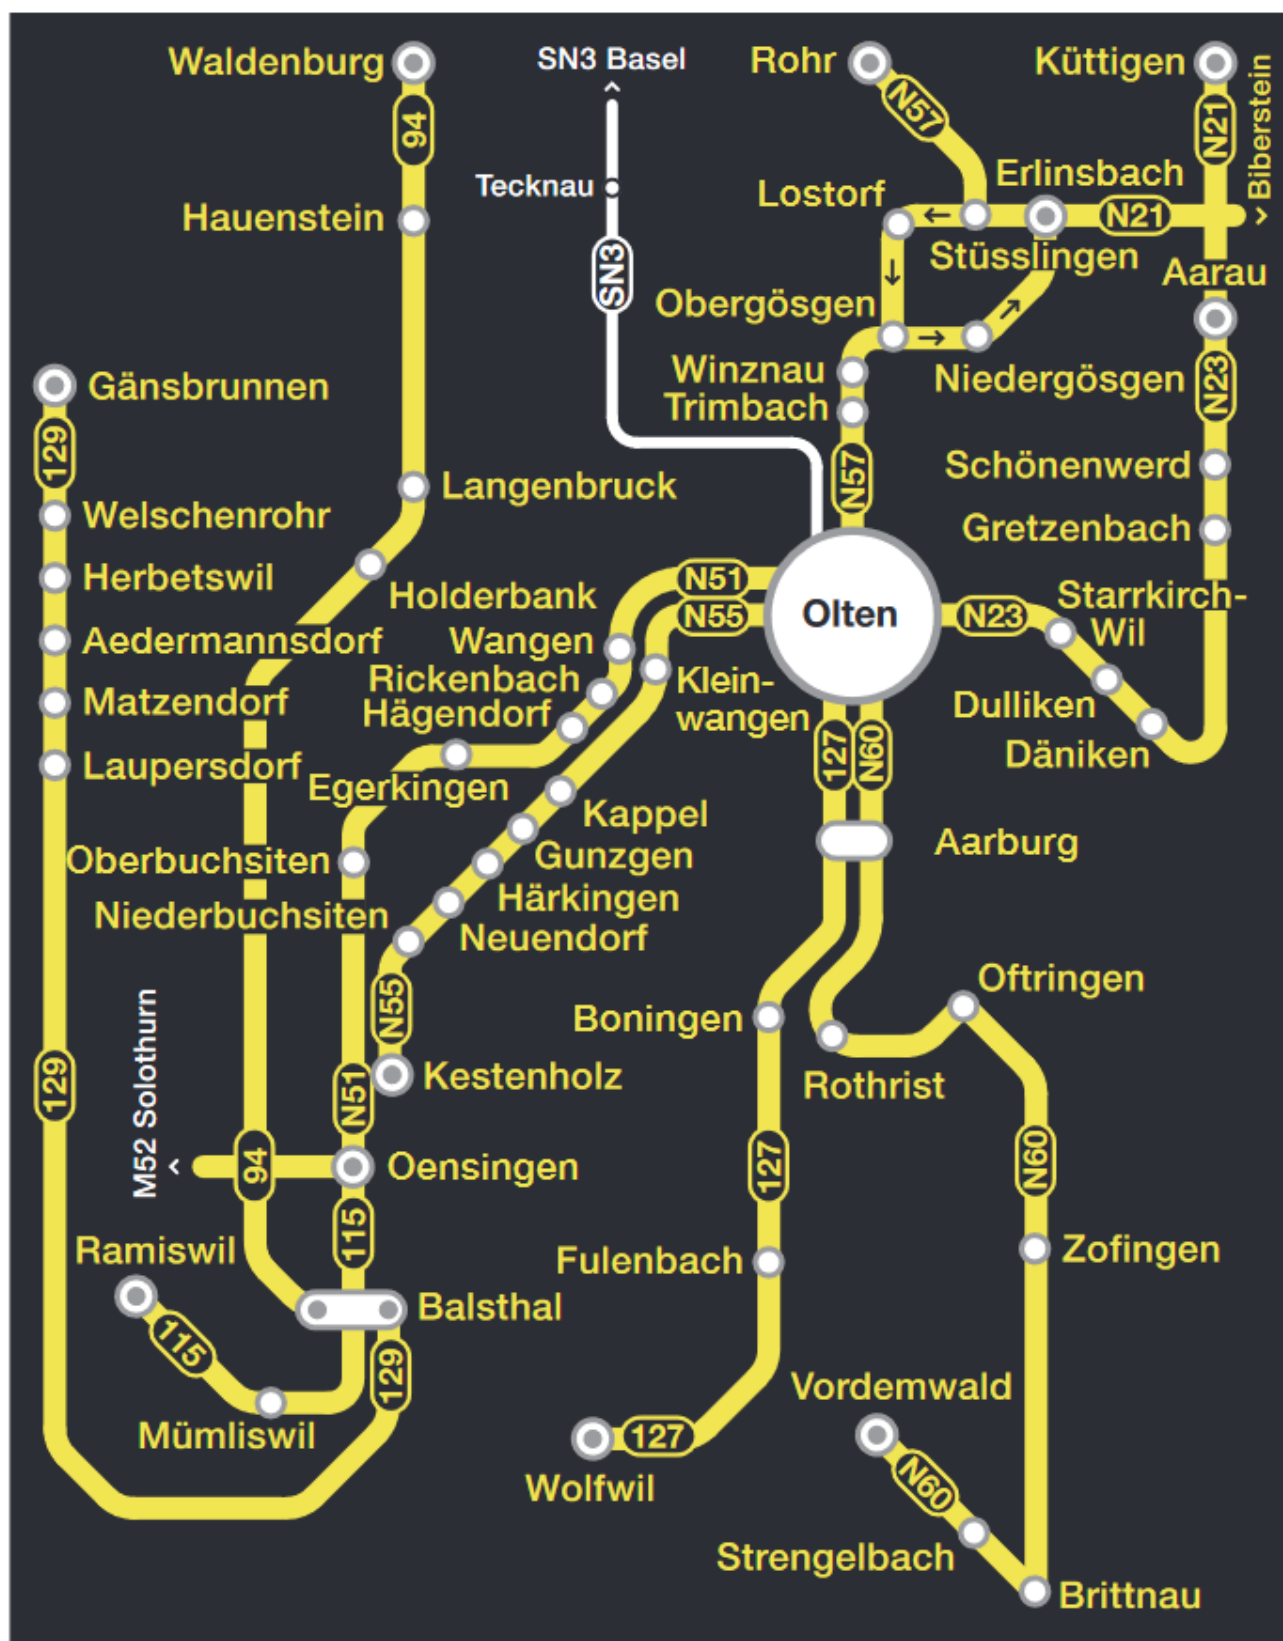 Waldenburg
SN3 Basel
Rohr
Küttigen
94
N57
N21
Biberstein
Tecknau
Erlinsbach
Lostorf
Hauenstein
N21
SN3
Stüsslingen
Aarau
Obergösgen
Winznau
Niedergösgen
N23
Gänsbrunnen
Trimbach
129
N57
Schönenwerd
Langenbruck
Welschenrohr
Gretzenbach
Herbetswil
Holderbank
N51
N55
Olten
N23
Starrkirch-
Wil
Aedermannsdorf
Wangen
Rickenbach
Klein-
wangen
Matzendorf
Hägendorf
Dulliken
Däniken
Laupersdorf
127
N60
Egerkingen
Kappel
Aarburg
Oberbuchsiten
Gunzgen
Härkingen
Niederbuchsiten
Neuendorf
Oftringen
N55
Boningen
M52 Solothurn
129
N51
Kestenholz
Rothrist
94
Oensingen
127
N60
115
Ramiswil
Fulenbach
Zofingen
Balsthal
115
129
Vordemwald
Mümliswil
127
Wolfwil
N60
Strengelbach
Brittnau